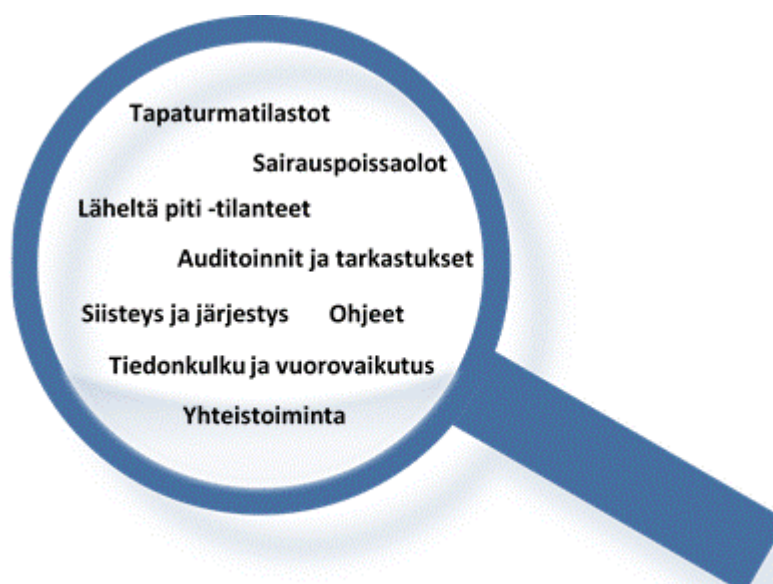 Tapaturmatilastot
Sairauspoissaolot
Läheltä piti -tilanteet
Auditoinnit ja tarkastukset
Siisteys ja järjestys Ohjeet
Tiedonkulku ja vuorovaikutus
Yhteistoiminta